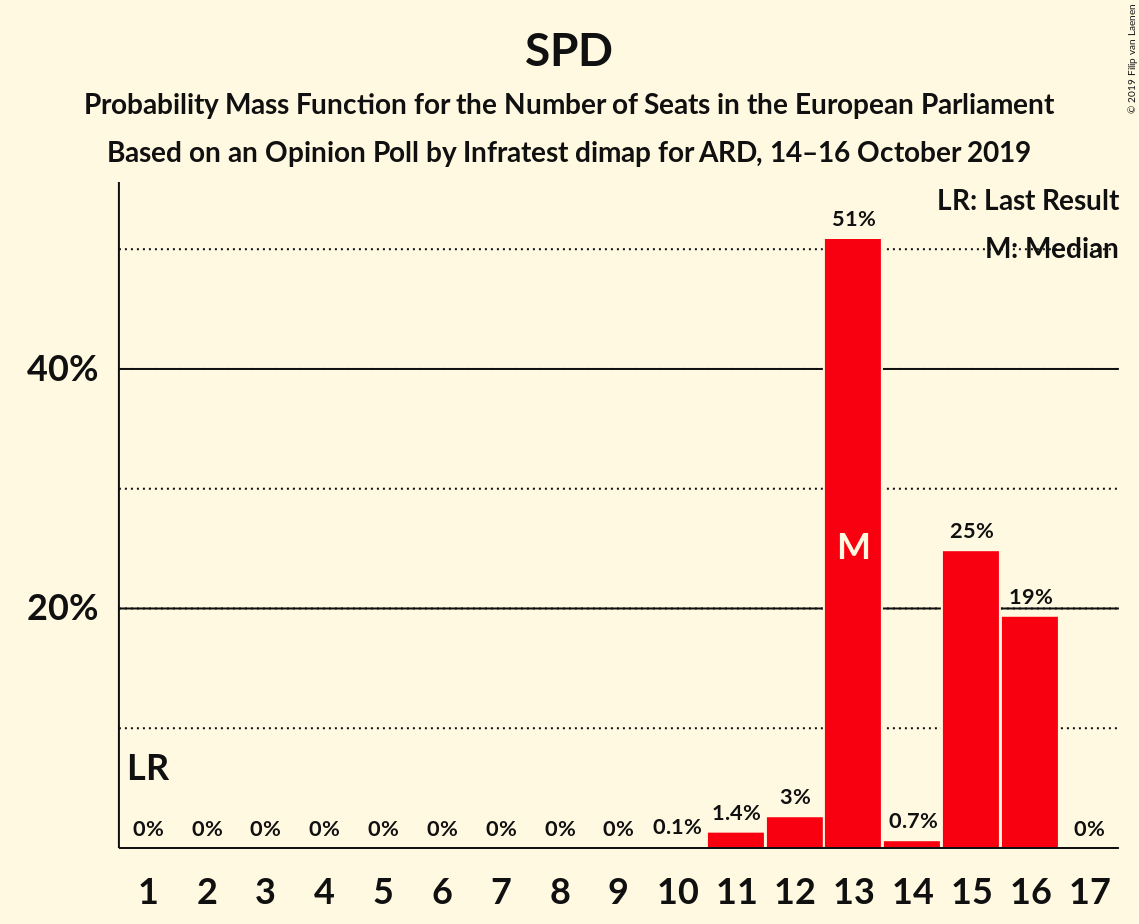 SPD
Probability Mass Function for the Number of Seats in the European Parliament
Based on an Opinion Poll by Infratest dimap for ARD, 14–16 October 2019
© 2019 Filip van Laenen
LR: Last Result
M: Median
51%
40%
M
25%
20%
19%
LR
0% 0% 0% 0% 0% 0% 0% 0% 0% 0.1% 1.4% 3% 0.7% 0%
1 2 3 4 5 6 7 8 9 10 11 12 13 14 15 16 17